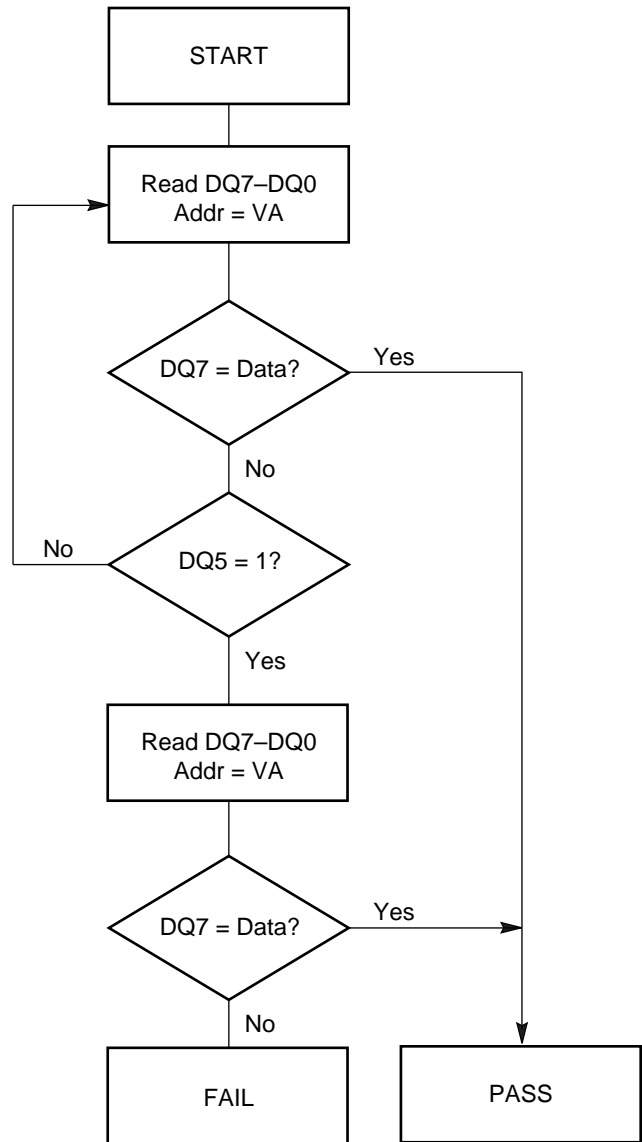 START
Read DQ7–DQ0
Addr = VA
DQ7 = Data?
Yes
No
No
DQ5 = 1?
Yes
Read DQ7–DQ0
Addr = VA
DQ7 = Data?
Yes
No
FAIL
PASS